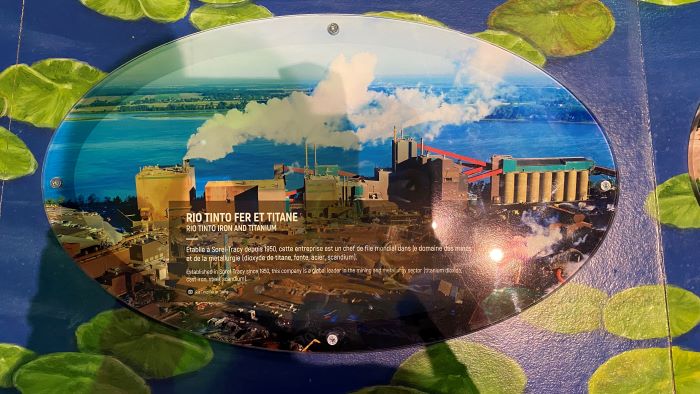 RIO TINTO FER ET TITANE
RIO TINTO IRON AND TITANIUM
Établie à Sorel-Tracy depuis 1950, cette entreprise est un chef de file mondial dans le domaine des mines
et de la métallurgie (dioxyde de titane, fonte, acier, scandium).
Established in Sorel-Tracy since 1950, this company is a global leader in the mining and metallurgy sector (titanium dioxide,
cast iron, steel, scandium).